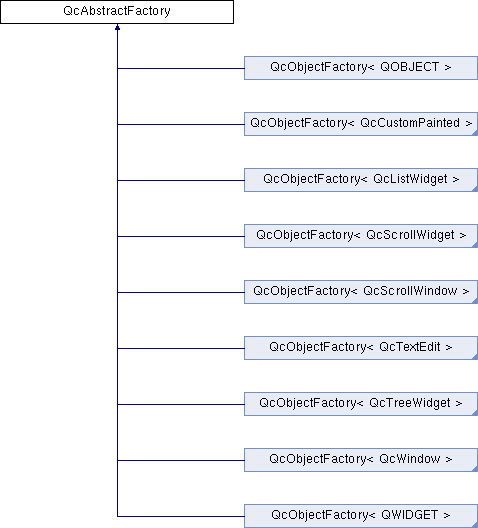 QcAbstractFactory
QcObjectFactory< QOBJECT >
QcObjectFactory< QcCustomPainted >
QcObjectFactory< QcListWidget >
QcObjectFactory< QcScrollWidget >
QcObjectFactory< QcScrollWindow >
QcObjectFactory< QcTextEdit >
QcObjectFactory< QcTreeWidget >
QcObjectFactory< QcWindow >
QcObjectFactory< QWIDGET >